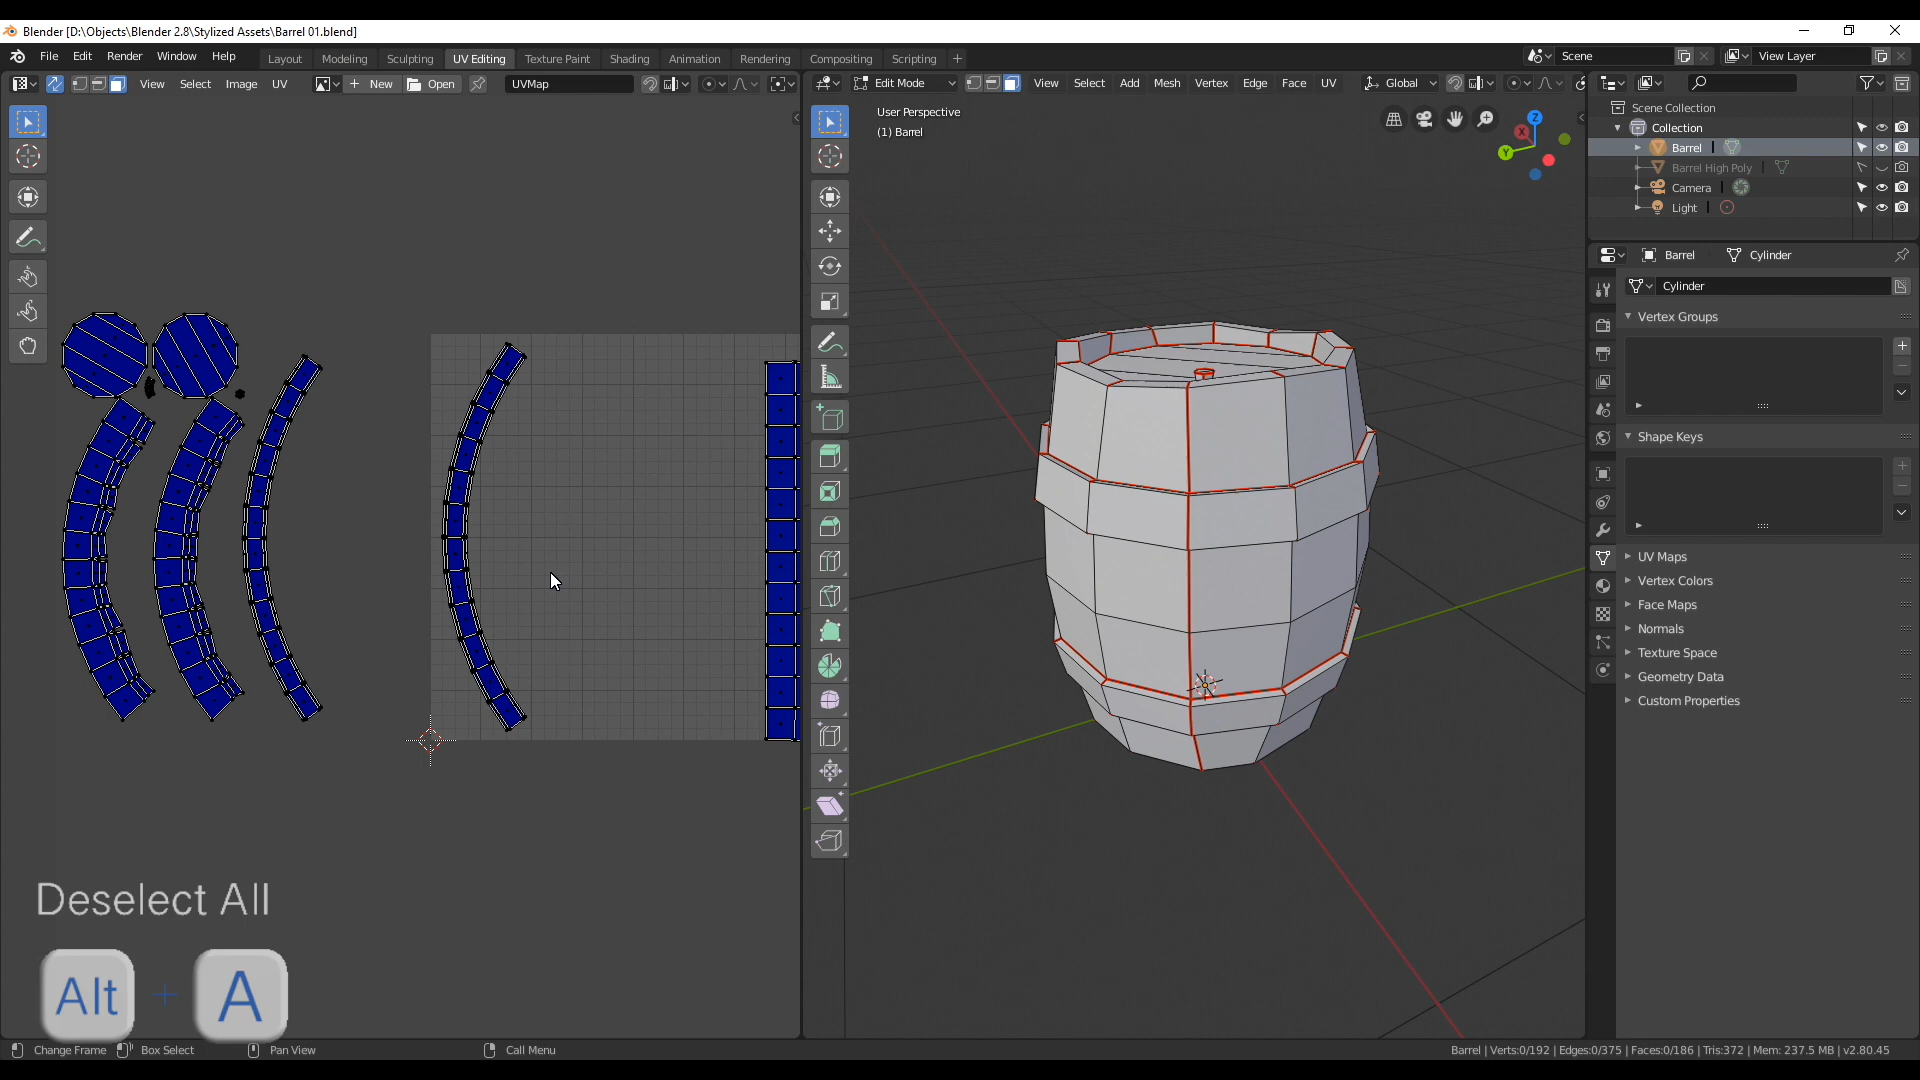 Blender [D:\Objects\Blender 2.8\Stylized Assets\Barrel 01.blend]
File Edit Render Window Help Layout Modeling Sculpting UV Editing Texture Paint Shading Animation Rendering Compositing Scripting + Scene View Layer
View Select Image UV + New Open UVMap Edit Mode View Select Add Mesh Vertex Edge Face UV Global
User Perspective
(1) Barrel
Z
X
Y
Scene Collection
Collection
Barrel
Barrel High Poly
Camera
Light
Barrel Cylinder
Cylinder
Vertex Groups
Shape Keys
UV Maps
Vertex Colors
Face Maps
Normals
Texture Space
Geometry Data
Custom Properties
Deselect All
Alt + A
Change Frame Box Select Pan View Call Menu Barrel | Verts:0/192 | Edges:0/375 | Faces:0/186 | Tris:372 | Mem: 237.5 MB | v2.80.45